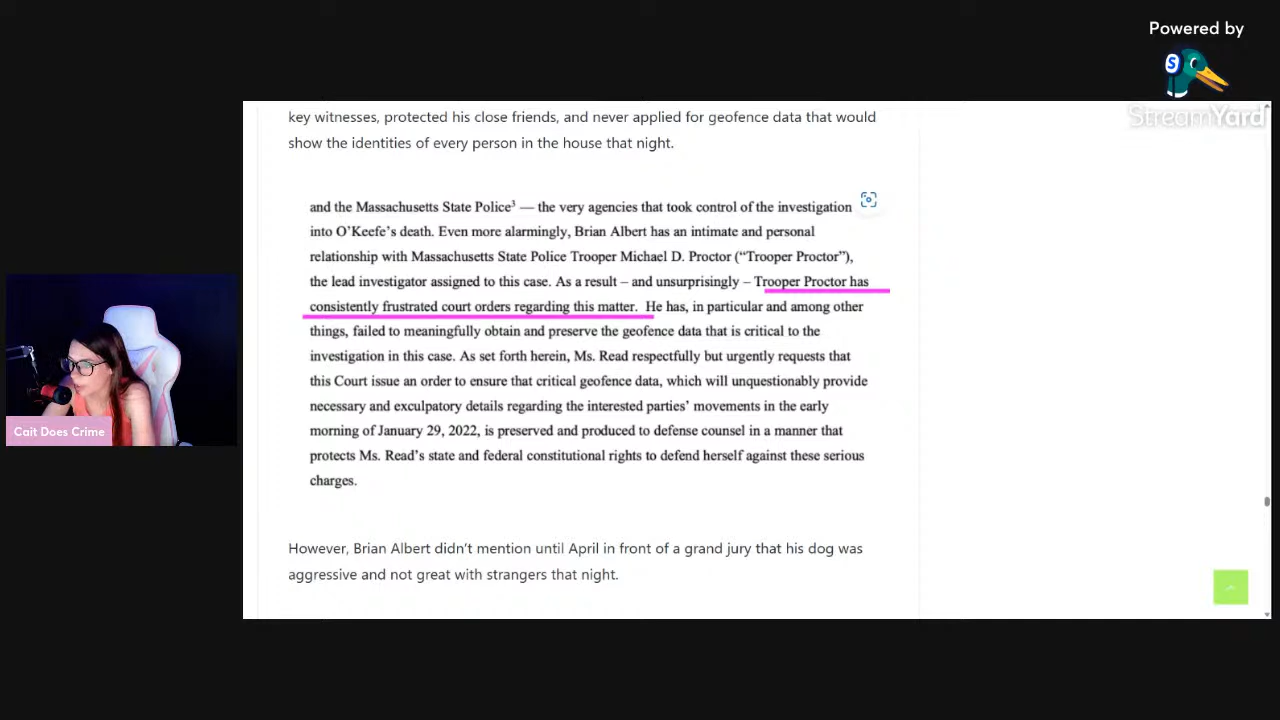 Powered by
S
StreamYard
key witnesses, protected his close friends, and never applied for geofence data that would
show the identities of every person in the house that night.
and the Massachusetts State Police³ — the very agencies that took control of the investigation
into O'Keefe's death. Even more alarmingly, Brian Albert has an intimate and personal
relationship with Massachusetts State Police Trooper Michael D. Proctor (“Trooper Proctor”),
the lead investigator assigned to this case. As a result – and unsurprisingly – Trooper Proctor has
consistently frustrated court orders regarding this matter. He has, in particular and among other
things, failed to meaningfully obtain and preserve the geofence data that is critical to the
investigation in this case. As set forth herein, Ms. Read respectfully but urgently requests that
this Court issue an order to ensure that critical geofence data, which will unquestionably provide
necessary and exculpatory details regarding the interested parties' movements in the early
morning of January 29, 2022, is preserved and produced to defense counsel in a manner that
protects Ms. Read's state and federal constitutional rights to defend herself against these serious
charges.
Cait Does Crime
However, Brian Albert didn't mention until April in front of a grand jury that his dog was
aggressive and not great with strangers that night.